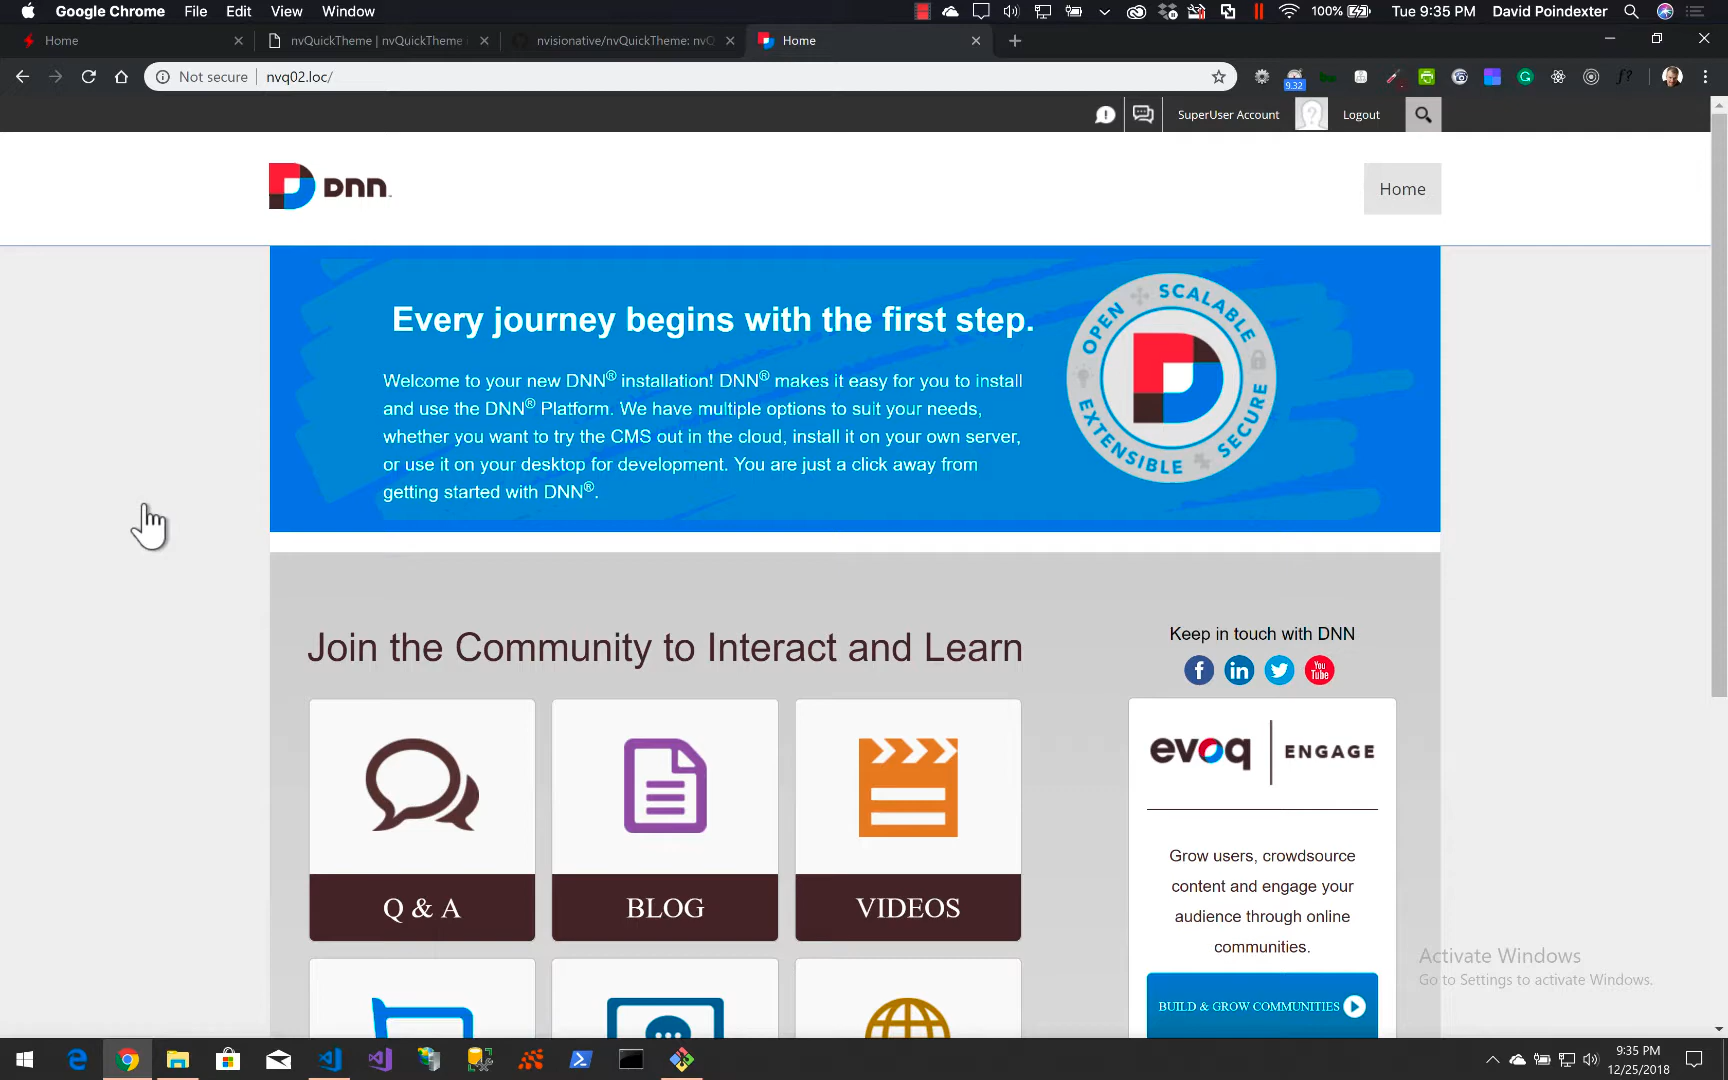 Google Chrome File Edit View Window 100% Tue 9:35 PM David Poindexter
Home nvQuickTheme | nvQuickTheme nvisionative/nvQuickTheme: nvQ Home
Not secure nvq02.loc/
9.32
SuperUser Account Logout
DNN
Home
Every journey begins with the first step.
Welcome to your new DNN® installation! DNN® makes it easy for you to install
and use the DNN® Platform. We have multiple options to suit your needs,
whether you want to try the CMS out in the cloud, install it on your own server,
or use it on your desktop for development. You are just a click away from
getting started with DNN®.
OPEN SCALABLE
EXTENSIBLE SECURE
Join the Community to Interact and Learn
Keep in touch with DNN
You
Tube
Q & A
BLOG
VIDEOS
evoq ENGAGE
Grow users, crowdsource
content and engage your
audience through online
communities.
BUILD & GROW COMMUNITIES
Activate Windows
Go to Settings to activate Windows.
9:35 PM
12/25/2018